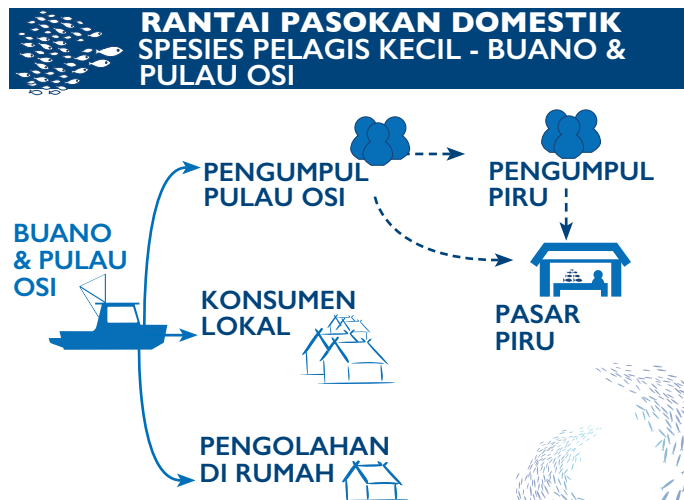 RANTAI PASOKAN DOMESTIK
SPESIES PELAGIS KECIL - BUANO &
PULAU OSI
PENGUMPUL
PULAU OSI
PENGUMPUL
PIRU
BUANO
& PULAU
OSI
KONSUMEN
LOKAL
PASAR
PIRU
PENGOLAHAN
DI RUMAH